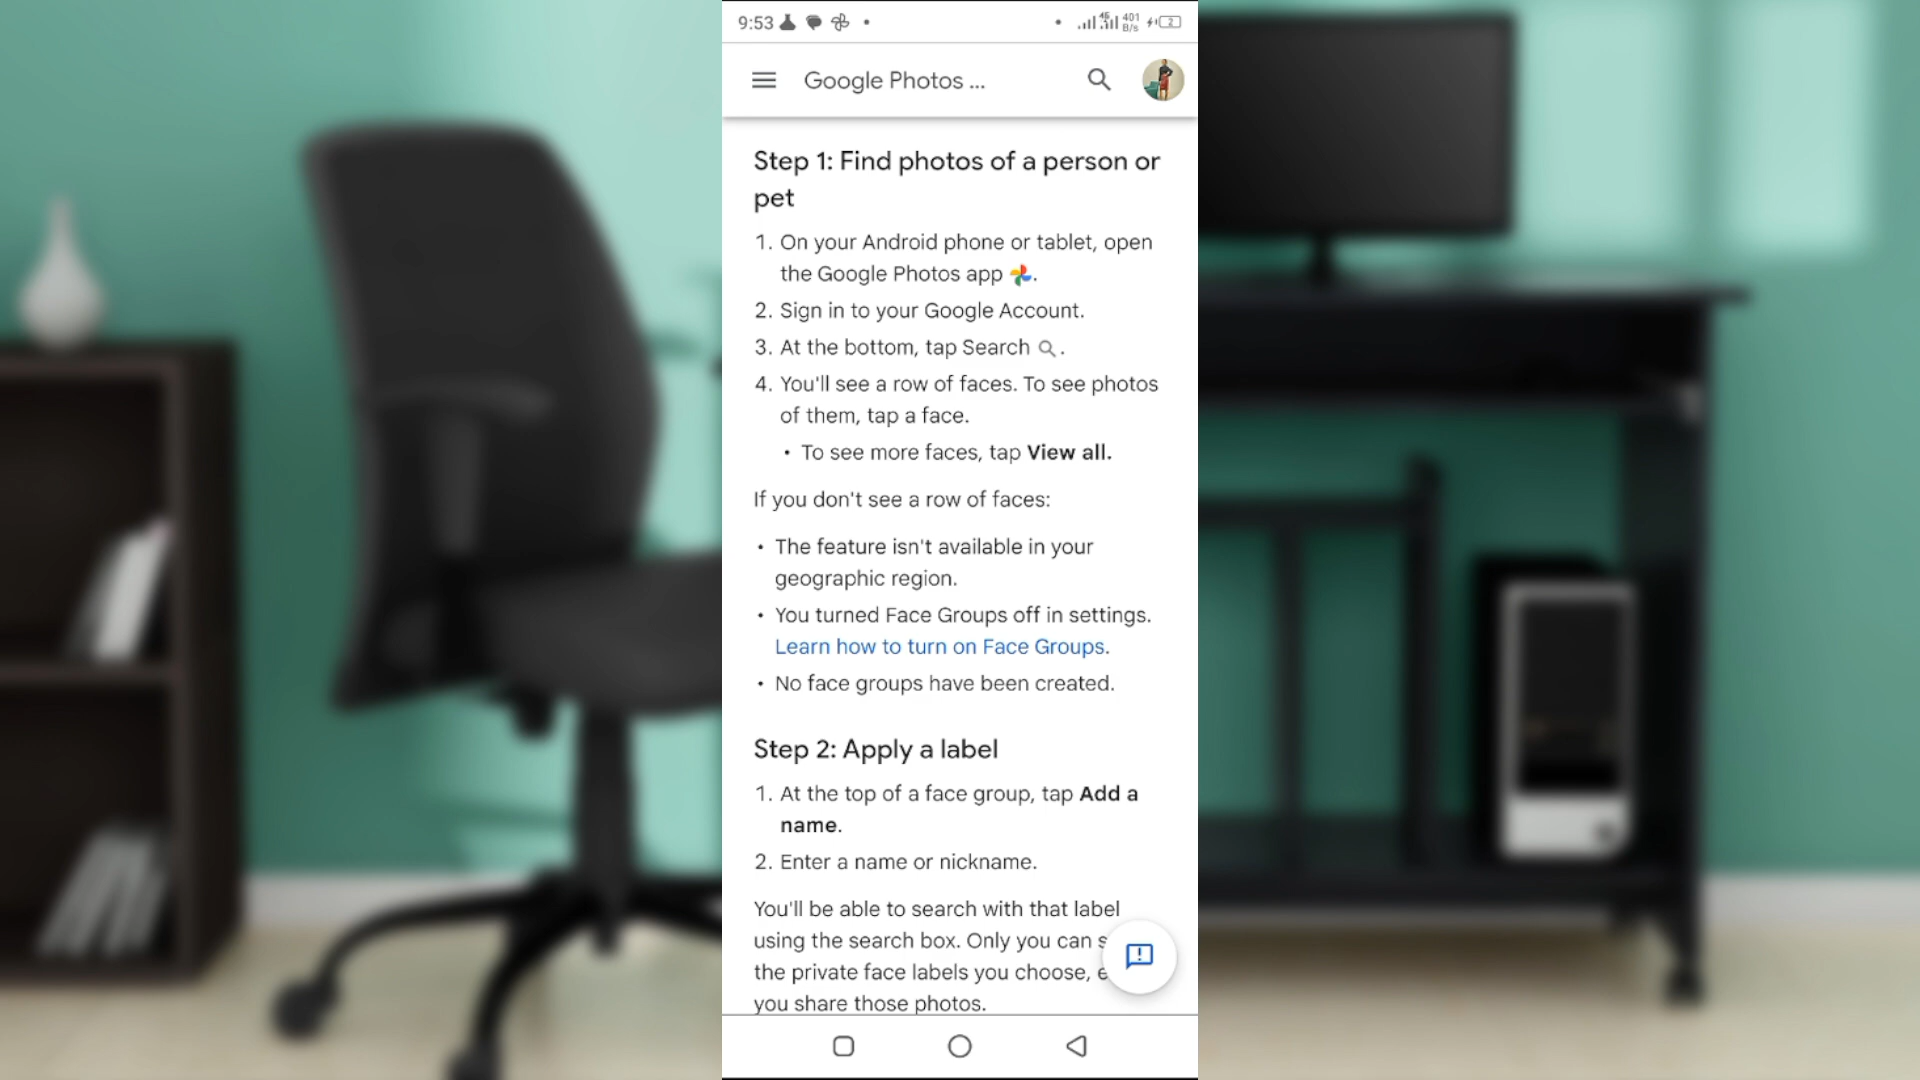 9:53
4G 401 B/s 2
Google Photos ...
Step 1: Find photos of a person or
pet
1. On your Android phone or tablet, open
the Google Photos app .
2. Sign in to your Google Account.
3. At the bottom, tap Search .
4. You'll see a row of faces. To see photos
of them, tap a face.
• To see more faces, tap View all.
If you don't see a row of faces:
• The feature isn't available in your
geographic region.
• You turned Face Groups off in settings.
Learn how to turn on Face Groups.
• No face groups have been created.
Step 2: Apply a label
1. At the top of a face group, tap Add a
name.
2. Enter a name or nickname.
You'll be able to search with that label
using the search box. Only you can s
the private face labels you choose, e
you share those photos.